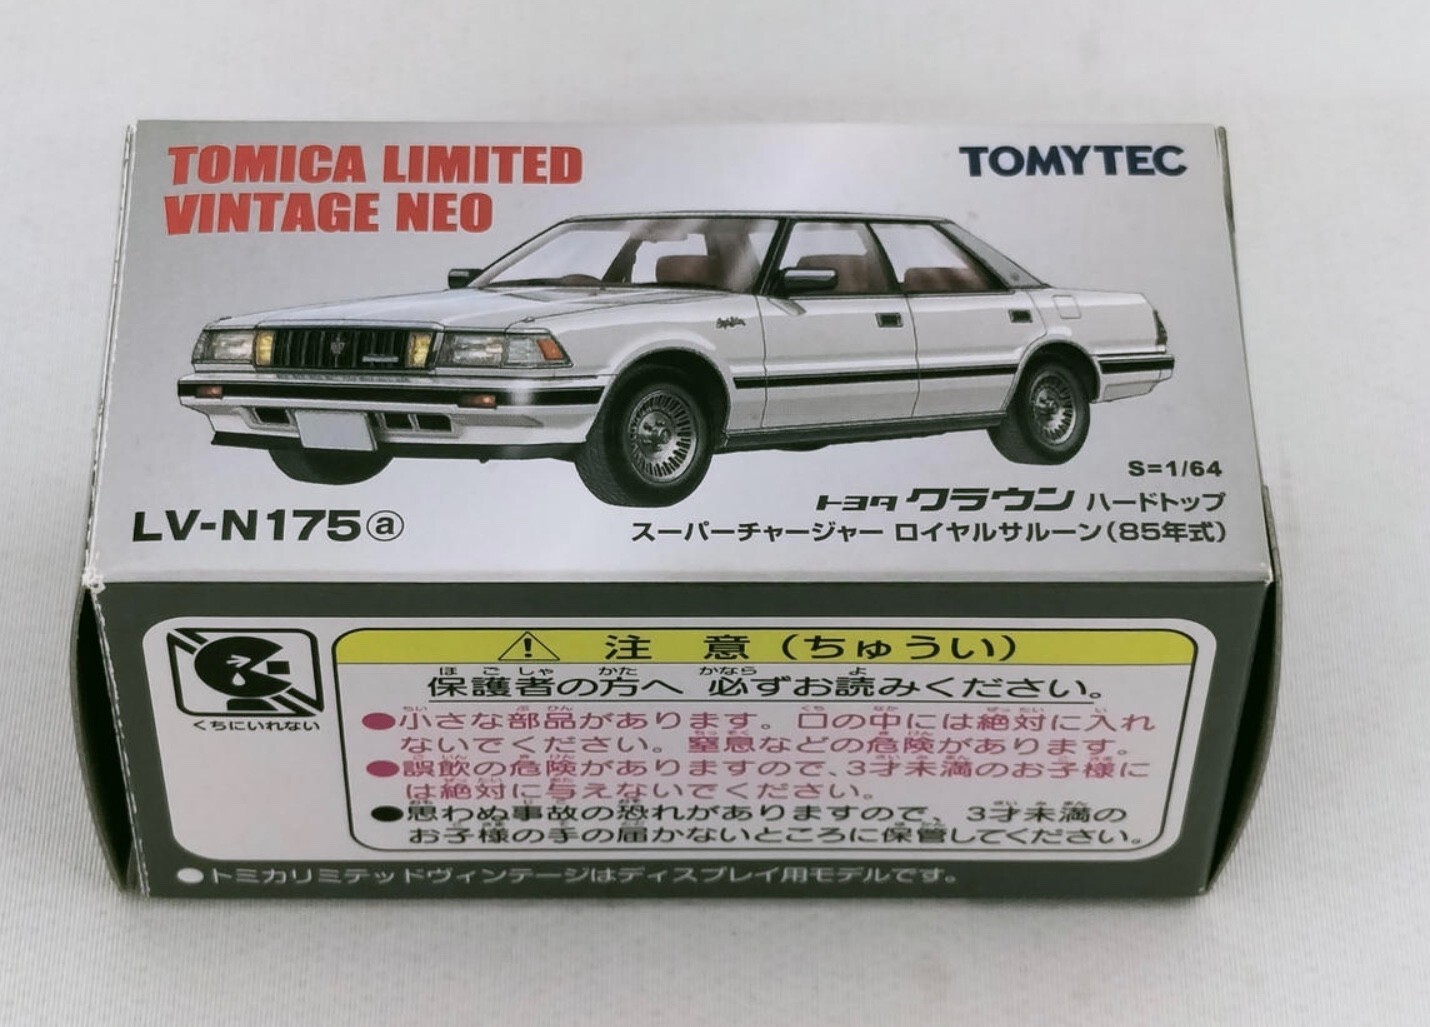 TOMICA LIMITED
VINTAGE NEO
TOMYTEC
S=1/64
LV-N175ⓐ
トヨタ クラウン ハードトップ
スーパーチャージャー ロイヤルサルーン(85年式)
くちにいれない
⚠ 注 意 (ちゅうい)
保護者の方へ 必ずお読みください。
●小さな部品があります。口の中には絶対に入れ
ないでください。窒息などの危険があります。
●誤飲の危険がありますので、3才未満のお子様に
は絶対に与えないでください。
●思わぬ事故の恐れがありますので、3才未満の
お子様の手の届かないところに保管してください。
●トミカリミテッドヴィンテージはディスプレイ用モデルです。